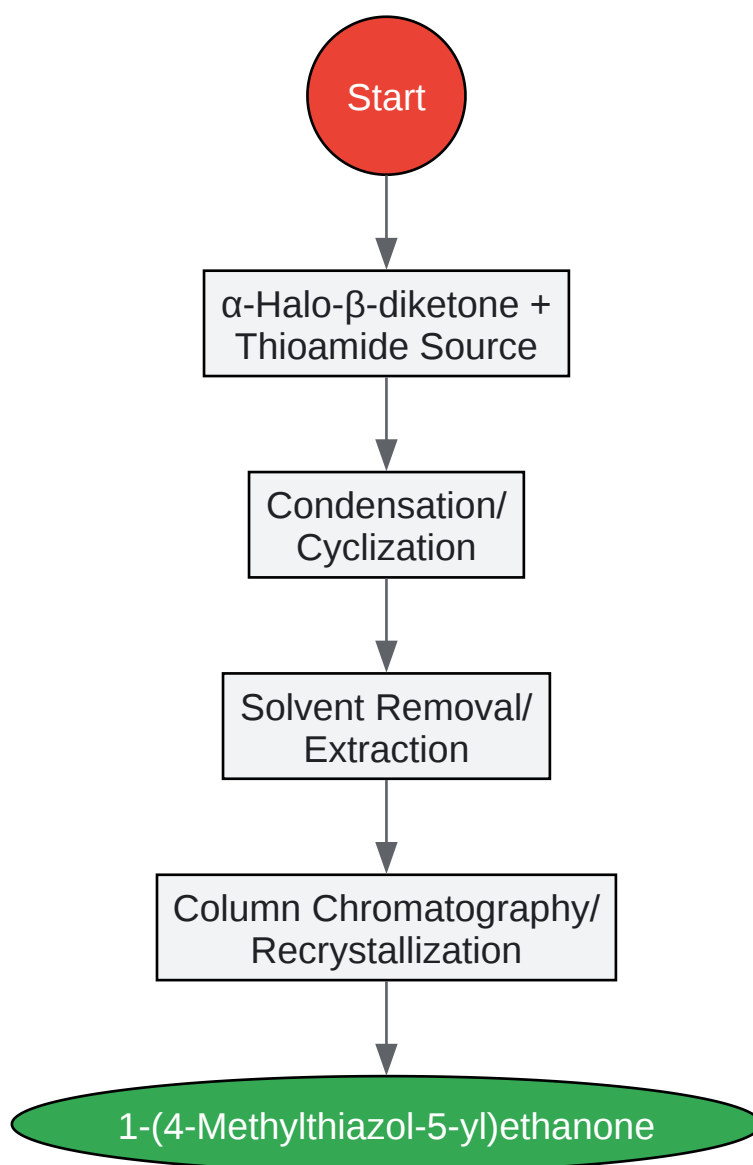 Start
α-Halo-β-diketone +
Thioamide Source
Condensation/
Cyclization
Solvent Removal/
Extraction
Column Chromatography/
Recrystallization
1-(4-Methylthiazol-5-yl)ethanone